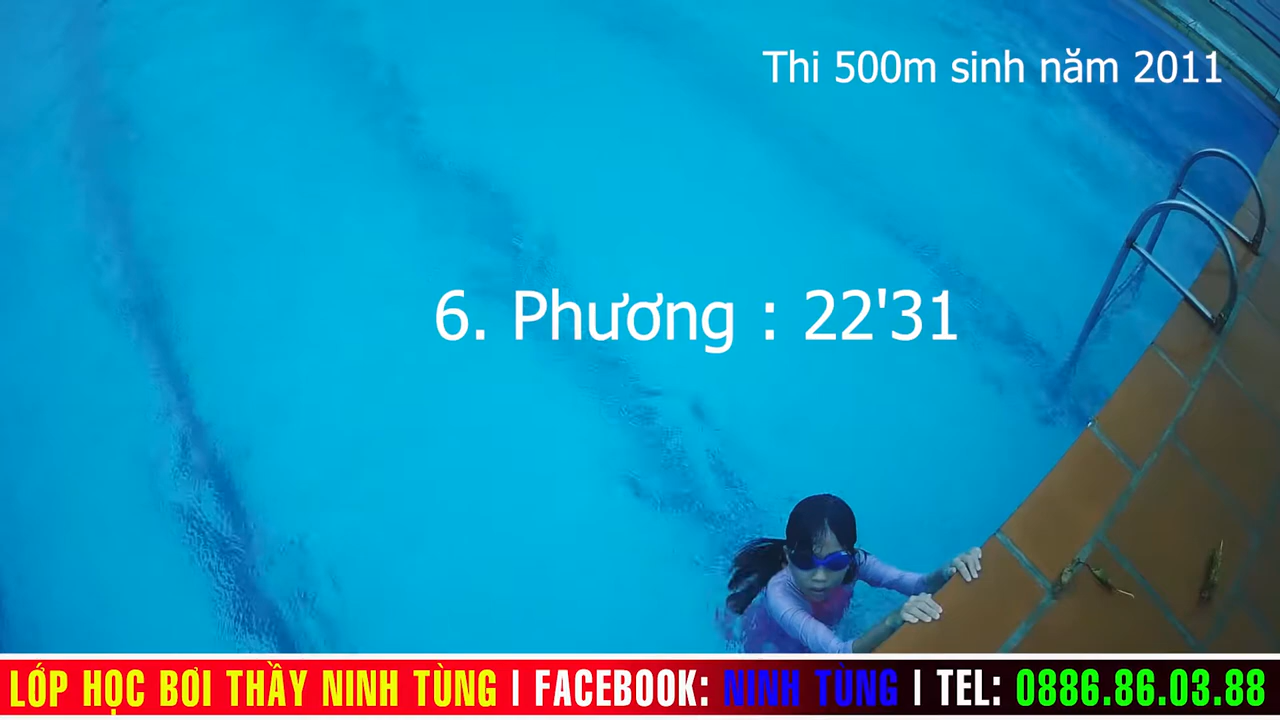 Thi 500m sinh năm 2011
6. Phương : 22'31
LỚP HỌC BƠI THẦY NINH TÙNG I FACEBOOK: NINH TÙNG I TEL: 0886.86.03.88